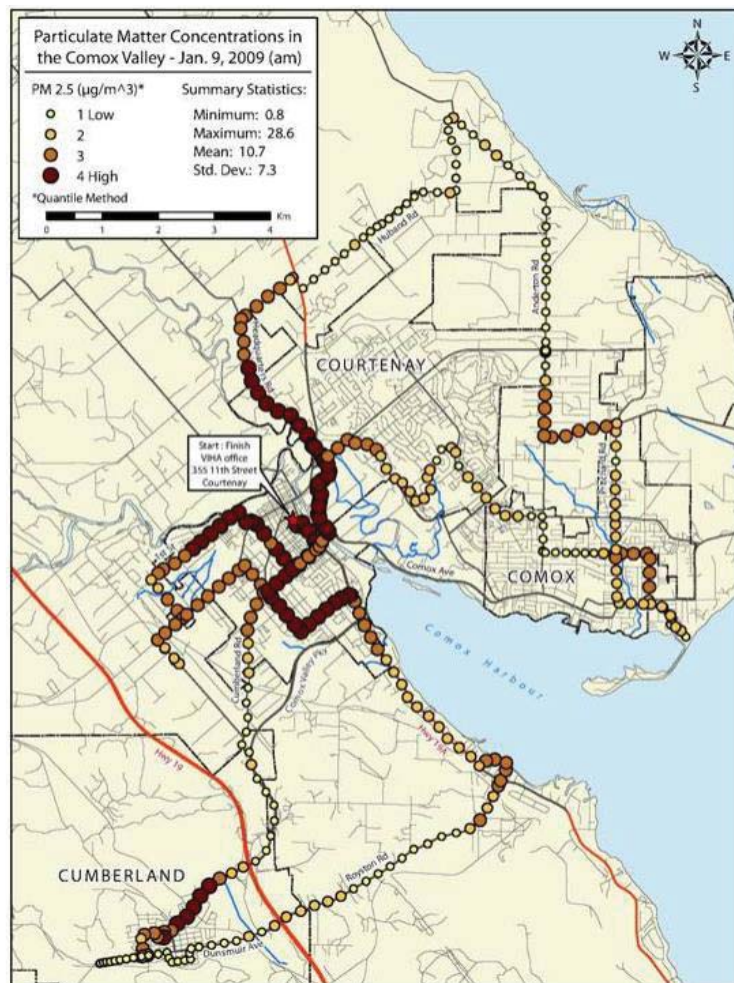 Particulate Matter Concentrations in
the Comox Valley - Jan. 9, 2009 (am)
PM 2.5 (µg/m^3)*
1 Low
2
3
4 High
*Quantile Method
Summary Statistics:
Minimum: 0.8
Maximum: 28.6
Mean: 10.7
Std. Dev.: 7.3
0 1 2 3 4 Km
N
W E
S
Huband Rd
Anderson Rd
Headquarters Rd
COURTENAY
Start : Finish
VIHA office
355 11th Street
Courtenay
1st
Comox Ave
COMOX
Comox Harbour
Cumberland Rd
Comox Valley Pky
Hwy 19A
Hwy 19
Royston Rd
CUMBERLAND
Dunsmuir Ave